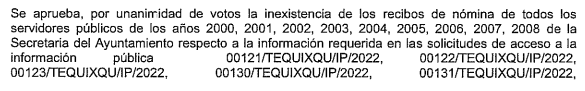 Se aprueba, por unanimidad de votos la inexistencia de los recibos de nómina de todos los
servidores públicos de los años 2000, 2001, 2002, 2003, 2004, 2005, 2006, 2007, 2008 de la
Secretaría del Ayuntamiento respecto a la información requerida en las solicitudes de acceso a la
información pública 00121/TEQUIXQU/IP/2022, 00122/TEQUIXQU/IP/2022,
00123/TEQUIXQU/IP/2022, 00130/TEQUIXQU/IP/2022, 00131/TEQUIXQU/IP/2022,